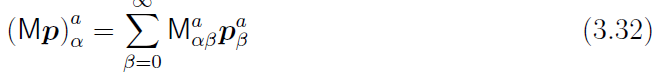 (Mp)^a_α = ∑_{β=0}^∞ M^a_{αβ} p^a_β (3.32)